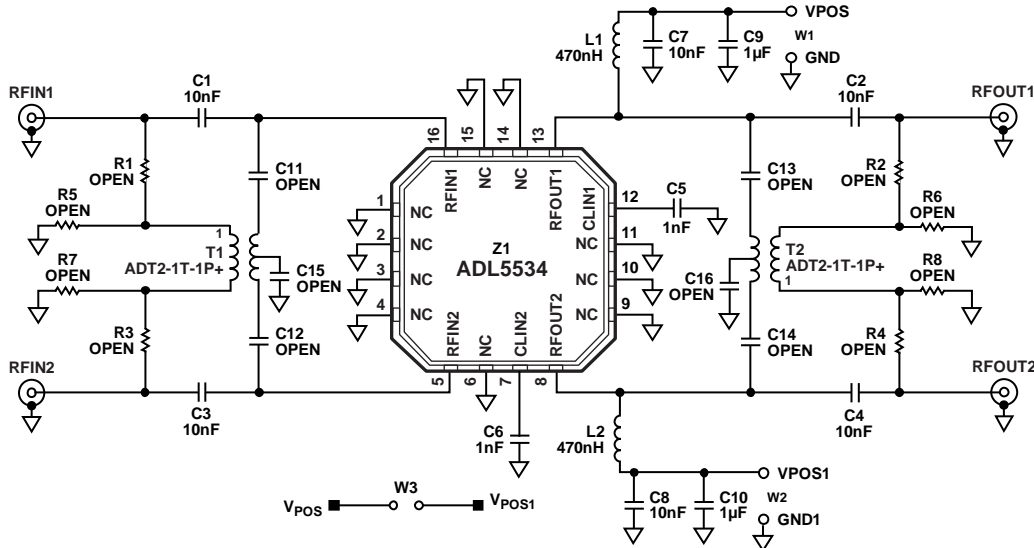 VPOS
L1
470nH
C7
10nF
C9
1µF
W1
GND
RFIN1
C1
10nF
C2
10nF
RFOUT1
16
15
14
13
R1
OPEN
C11
OPEN
RFIN1
NC
NC
RFOUT1
CLIN1
C13
OPEN
R2
OPEN
1
NC
12
C5
1nF
R5
OPEN
R6
OPEN
1
T1
ADT2-1T-1P+
2
NC
Z1
ADL5534
NC
11
T2
ADT2-1T-1P+
1
R7
OPEN
C15
OPEN
3
NC
NC
10
C16
OPEN
R8
OPEN
4
NC
NC
9
R3
OPEN
C12
OPEN
RFIN2
NC
CLIN2
RFOUT2
C14
OPEN
R4
OPEN
5
6
7
8
RFIN2
C3
10nF
C4
10nF
RFOUT2
C6
1nF
L2
470nH
VPOS1
C8
10nF
C10
1µF
W2
GND1
VPOS
W3
VPOS1